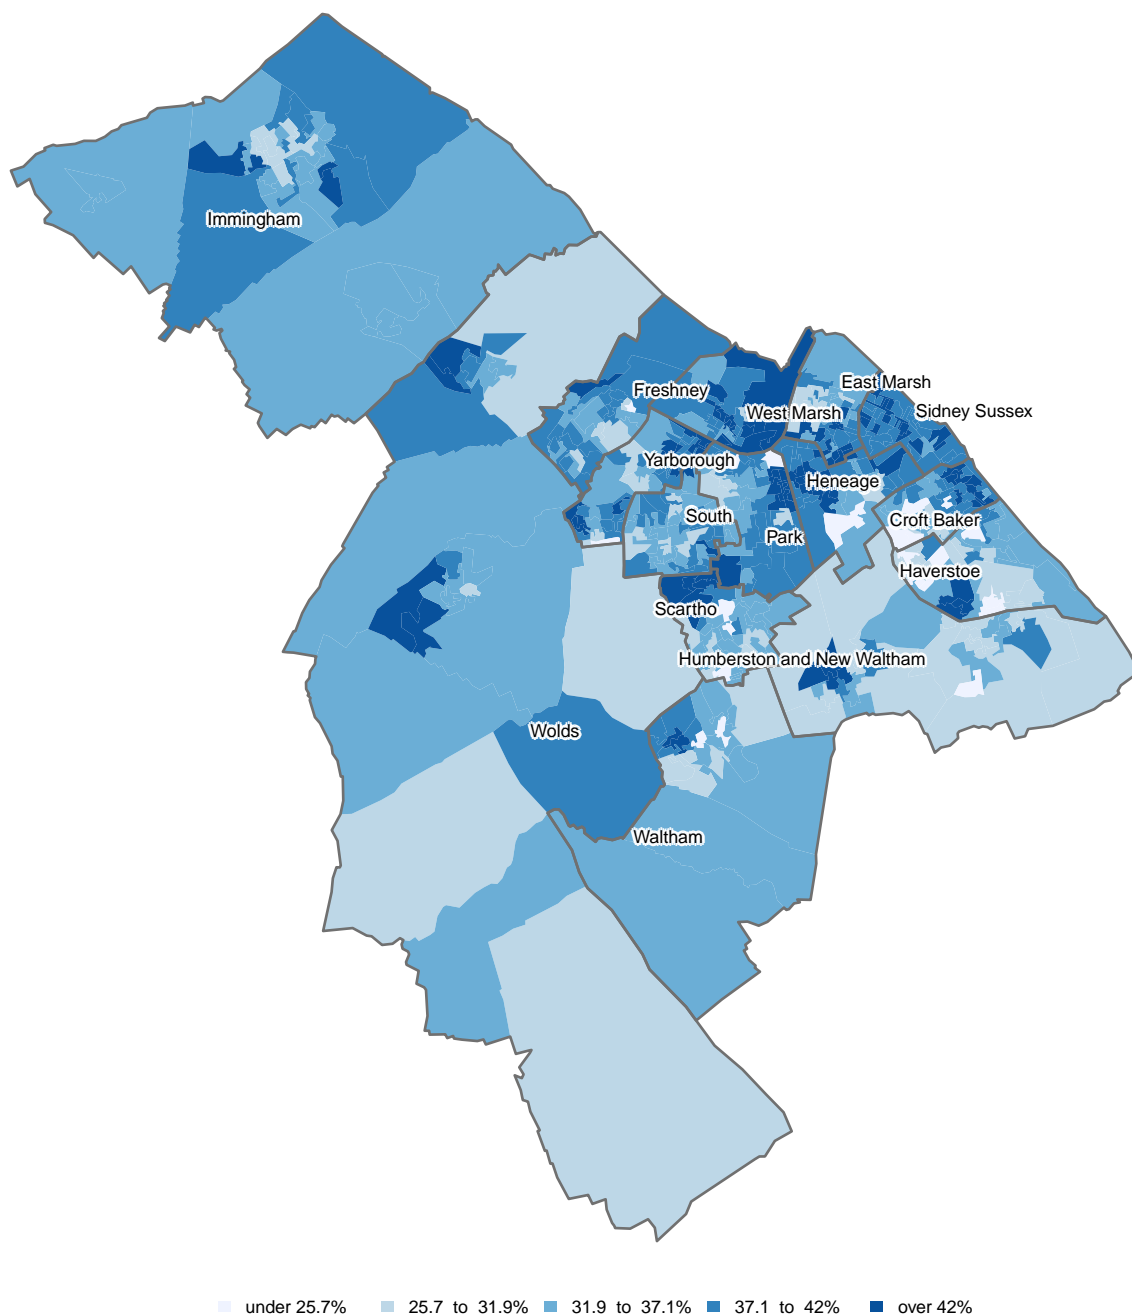 Immingham
Freshney
East Marsh
West Marsh
Sidney Sussex
Yarborough
Heneage
South
Croft Baker
Park
Haverstoe
Scartho
Humberston and New Waltham
Wolds
Waltham
under 25.7% 25.7 to 31.9% 31.9 to 37.1% 37.1 to 42% over 42%